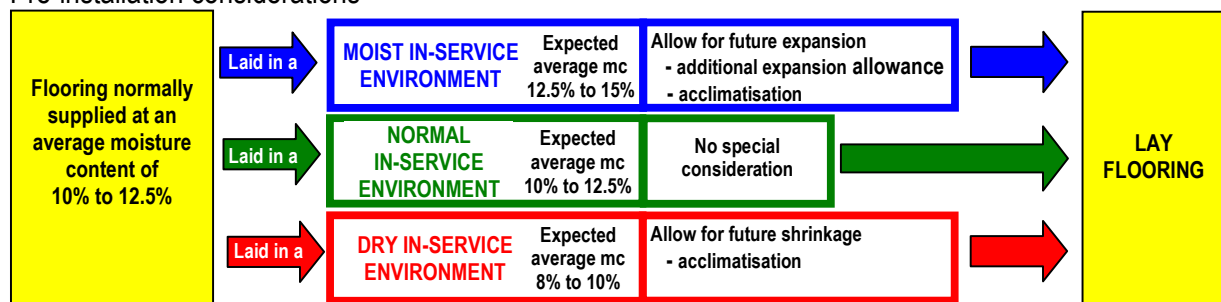 Pre-installation considerations
Flooring normally
supplied at an
average moisture
content of
10% to 12.5%
Laid in a
MOIST IN-SERVICE
ENVIRONMENT
Expected
average mc
12.5% to 15%
Allow for future expansion
- additional expansion allowance
- acclimatisation
Laid in a
NORMAL
IN-SERVICE
ENVIRONMENT
Expected
average mc
10% to 12.5%
No special
consideration
Laid in a
DRY IN-SERVICE
ENVIRONMENT
Expected
average mc
8% to 10%
Allow for future shrinkage
- acclimatisation
LAY
FLOORING